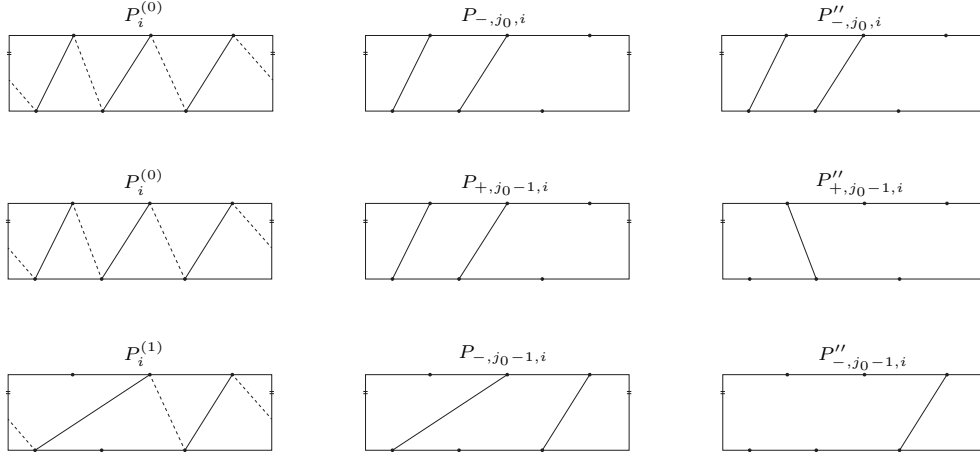 $P_i^{(0)}$
$P_{-,j_0,i}$
$P''_{-,j_0,i}$
$P_i^{(0)}$
$P_{+,j_0-1,i}$
$P''_{+,j_0-1,i}$
$P_i^{(1)}$
$P_{-,j_0-1,i}$
$P''_{-,j_0-1,i}$